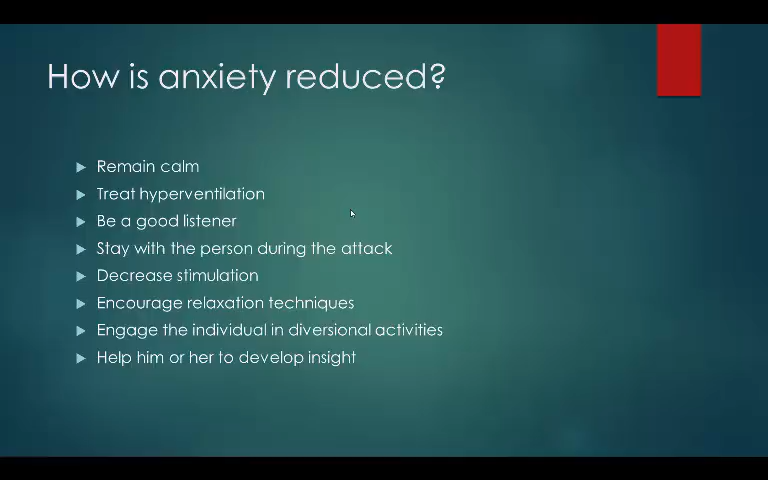 How is anxiety reduced?
Remain calm
Treat hyperventilation
Be a good listener
Stay with the person during the attack
Decrease stimulation
Encourage relaxation techniques
Engage the individual in diversional activities
Help him or her to develop insight